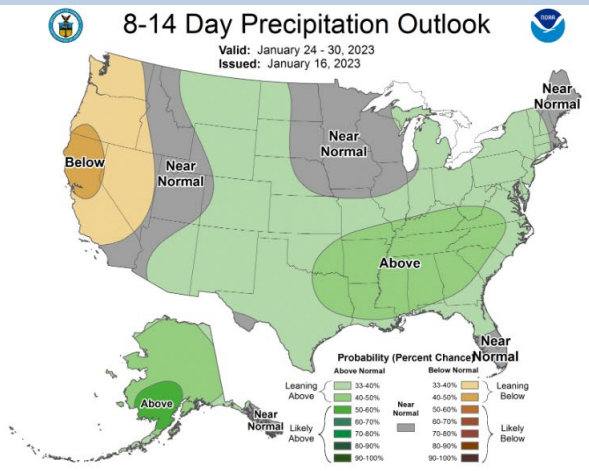 8-14 Day Precipitation Outlook
Valid: January 24 - 30, 2023
Issued: January 16, 2023
NOAA
Near
Normal
Near
Normal
Below
Near
Normal
Above
Near
Normal
Above
Near
Normal
Probability (Percent Chance)
Above Normal
Below Normal
Leaning
Above
33-40%
40-50%
50-60%
60-70%
70-80%
80-90%
90-100%
Likely
Above
Near
Normal
33-40%
40-50%
50-60%
60-70%
70-80%
80-90%
90-100%
Leaning
Below
Likely
Below